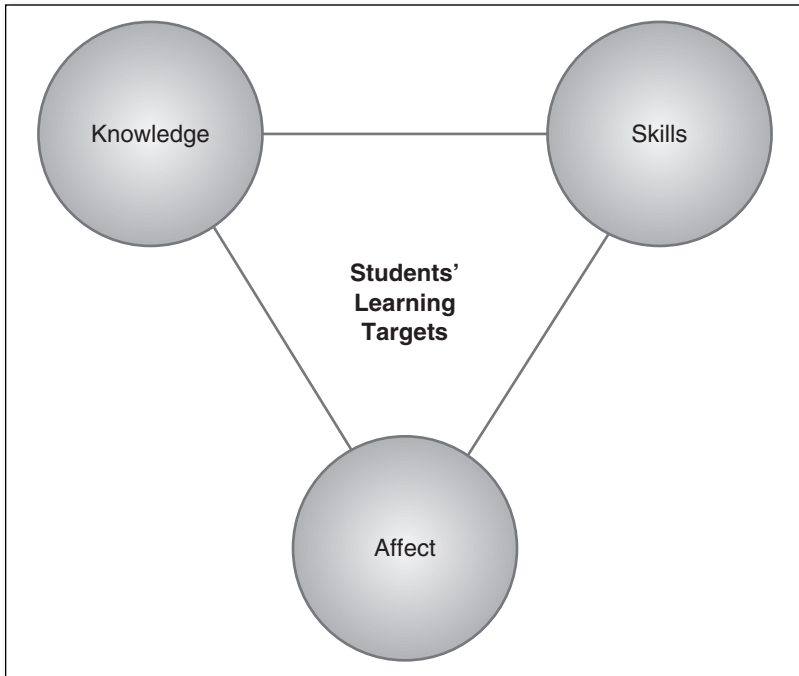 Knowledge
Skills
Students’
Learning
Targets
Affect